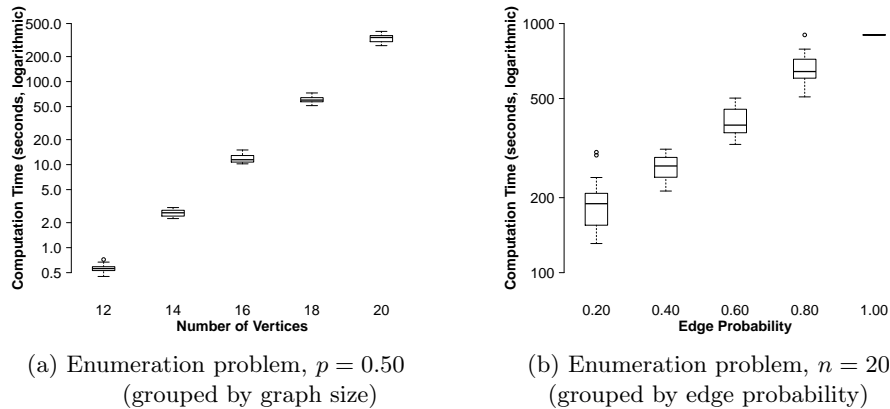 Computation Time (seconds, logarithmic)
500.0
200.0
100.0
50.0
20.0
10.0
5.0
2.0
1.0
0.5
12 14 16 18 20
Number of Vertices
(a) Enumeration problem, p = 0.50
(grouped by graph size)
Computation Time (seconds, logarithmic)
1000
500
200
100
0.20 0.40 0.60 0.80 1.00
Edge Probability
(b) Enumeration problem, n = 20
(grouped by edge probability)